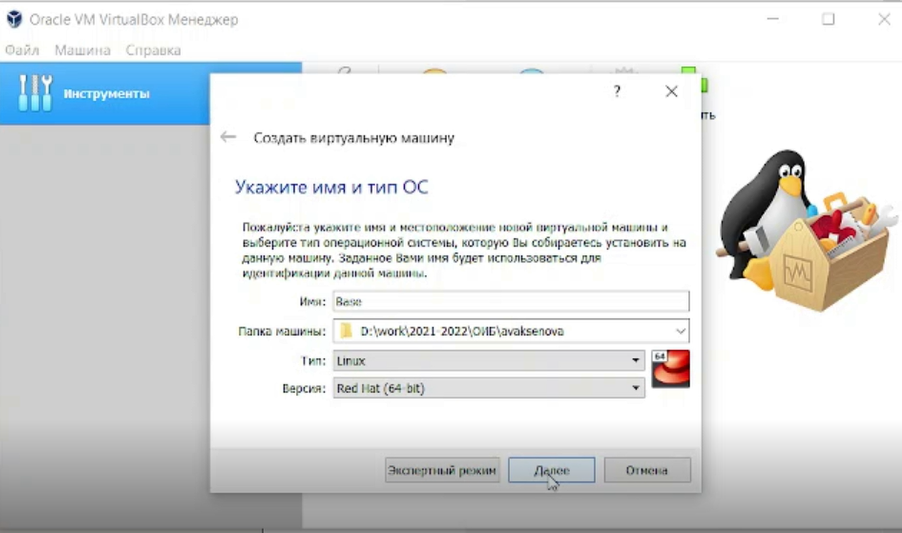 Oracle VM VirtualBox Менеджер
Файл Машина Справка
Инструменты
ть
?
Создать виртуальную машину
Укажите имя и тип ОС
Пожалуйста укажите имя и местоположение новой виртуальной машины и
выберите тип операционной системы, которую Вы собираетесь установить на
данную машину. Заданное Вами имя будет использоваться для
идентификации данной машины.
Имя: Base
Папка машины: D:\work\2021-2022\ОИБ\avaksenova
Тип: Linux
64
Версия: Red Hat (64-bit)
Экспертный режим Далее Отмена